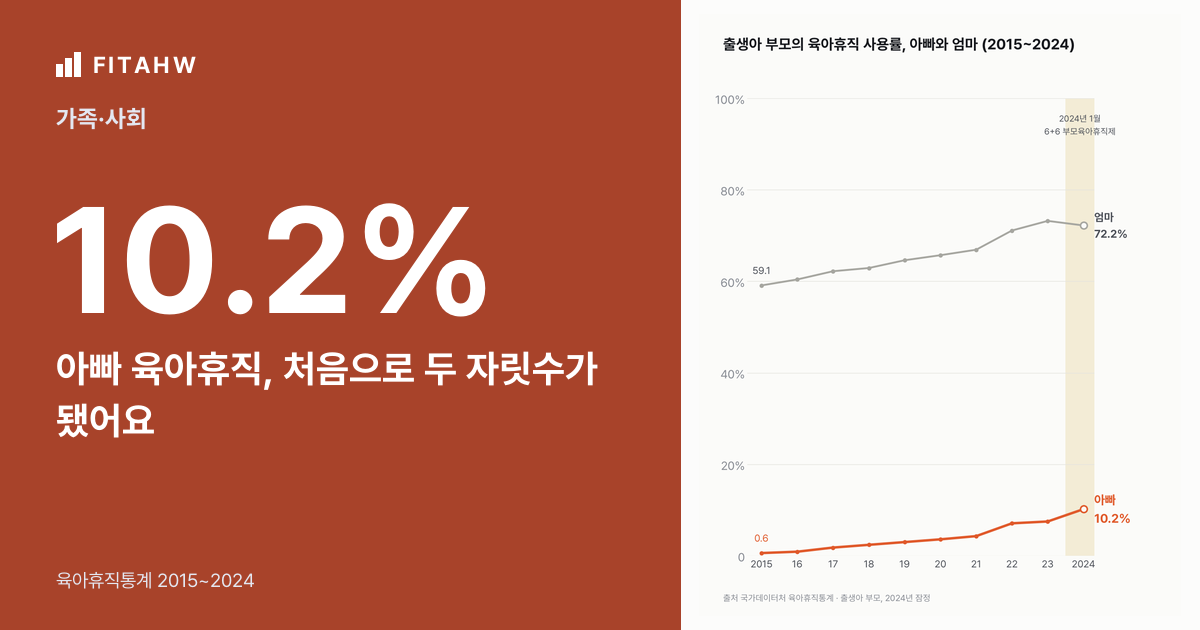 FITAHW
가족·사회
10.2%
아빠 육아휴직, 처음으로 두 자릿수가
됐어요
육아휴직통계 2015~2024
출생아 부모의 육아휴직 사용률, 아빠와 엄마 (2015~2024)
100%
2024년 1월
6+6 부모육아휴직제
80%
엄마
72.2%
59.1
60%
40%
20%
아빠
10.2%
0.6
0
2015 16 17 18 19 20 21 22 23 2024
출처 국가데이터처 육아휴직통계 · 출생아 부모, 2024년 잠정